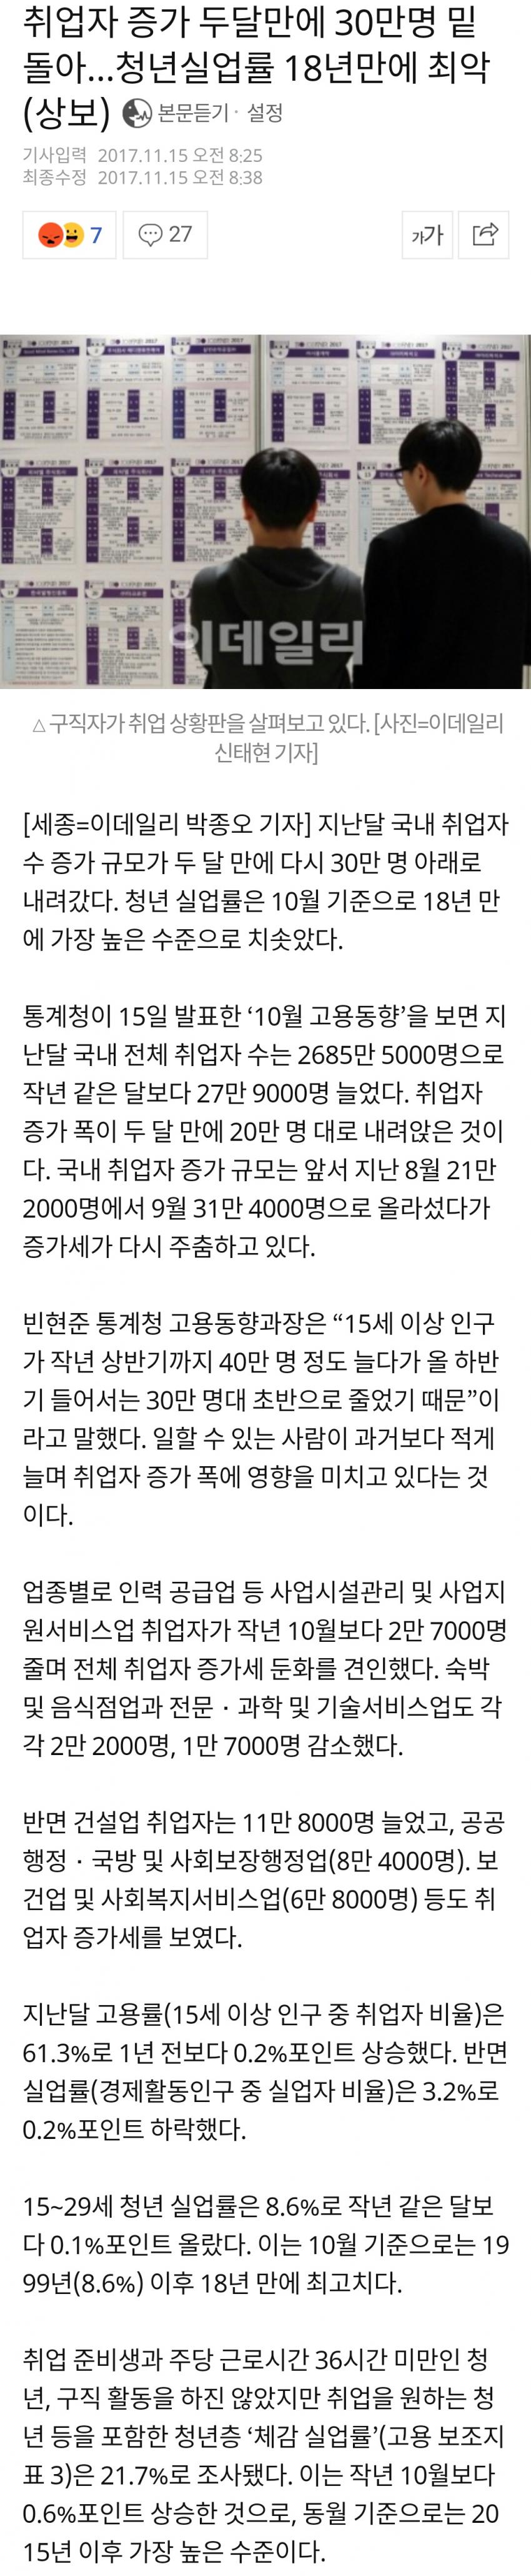 취업자 증가 두달만에 30만명 밑
돌아…청년실업률 18년만에 최악
(상보) 본문듣기 · 설정
기사입력 2017.11.15 오전 8:25
최종수정 2017.11.15 오전 8:38
7 27 가가
이데일리
△ 구직자가 취업 상황판을 살펴보고 있다. [사진=이데일리
신태현 기자]
[세종=이데일리 박종오 기자] 지난달 국내 취업자
수 증가 규모가 두 달 만에 다시 30만 명 아래로
내려갔다. 청년 실업률은 10월 기준으로 18년 만
에 가장 높은 수준으로 치솟았다.
통계청이 15일 발표한 ‘10월 고용동향’을 보면 지
난달 국내 전체 취업자 수는 2685만 5000명으로
작년 같은 달보다 27만 9000명 늘었다. 취업자
증가 폭이 두 달 만에 20만 명 대로 내려앉은 것이
다. 국내 취업자 증가 규모는 앞서 지난 8월 21만
2000명에서 9월 31만 4000명으로 올라섰다가
증가세가 다시 주춤하고 있다.
빈현준 통계청 고용동향과장은 “15세 이상 인구
가 작년 상반기까지 40만 명 정도 늘다가 올 하반
기 들어서는 30만 명대 초반으로 줄었기 때문”이
라고 말했다. 일할 수 있는 사람이 과거보다 적게
늘며 취업자 증가 폭에 영향을 미치고 있다는 것
이다.
업종별로 인력 공급업 등 사업시설관리 및 사업지
원서비스업 취업자가 작년 10월보다 2만 7000명
줄며 전체 취업자 증가세 둔화를 견인했다. 숙박
및 음식점업과 전문·과학 및 기술서비스업도 각
각 2만 2000명, 1만 7000명 감소했다.
반면 건설업 취업자는 11만 8000명 늘었고, 공공
행정·국방 및 사회보장행정업(8만 4000명). 보
건업 및 사회복지서비스업(6만 8000명) 등도 취
업자 증가세를 보였다.
지난달 고용률(15세 이상 인구 중 취업자 비율)은
61.3%로 1년 전보다 0.2%포인트 상승했다. 반면
실업률(경제활동인구 중 실업자 비율)은 3.2%로
0.2%포인트 하락했다.
15~29세 청년 실업률은 8.6%로 작년 같은 달보
다 0.1%포인트 올랐다. 이는 10월 기준으로는 19
99년(8.6%) 이후 18년 만에 최고치다.
취업 준비생과 주당 근로시간 36시간 미만인 청
년, 구직 활동을 하진 않았지만 취업을 원하는 청
년 등을 포함한 청년층 ‘체감 실업률’(고용 보조지
표 3)은 21.7%로 조사됐다. 이는 작년 10월보다
0.6%포인트 상승한 것으로, 동월 기준으로는 20
15년 이후 가장 높은 수준이다.